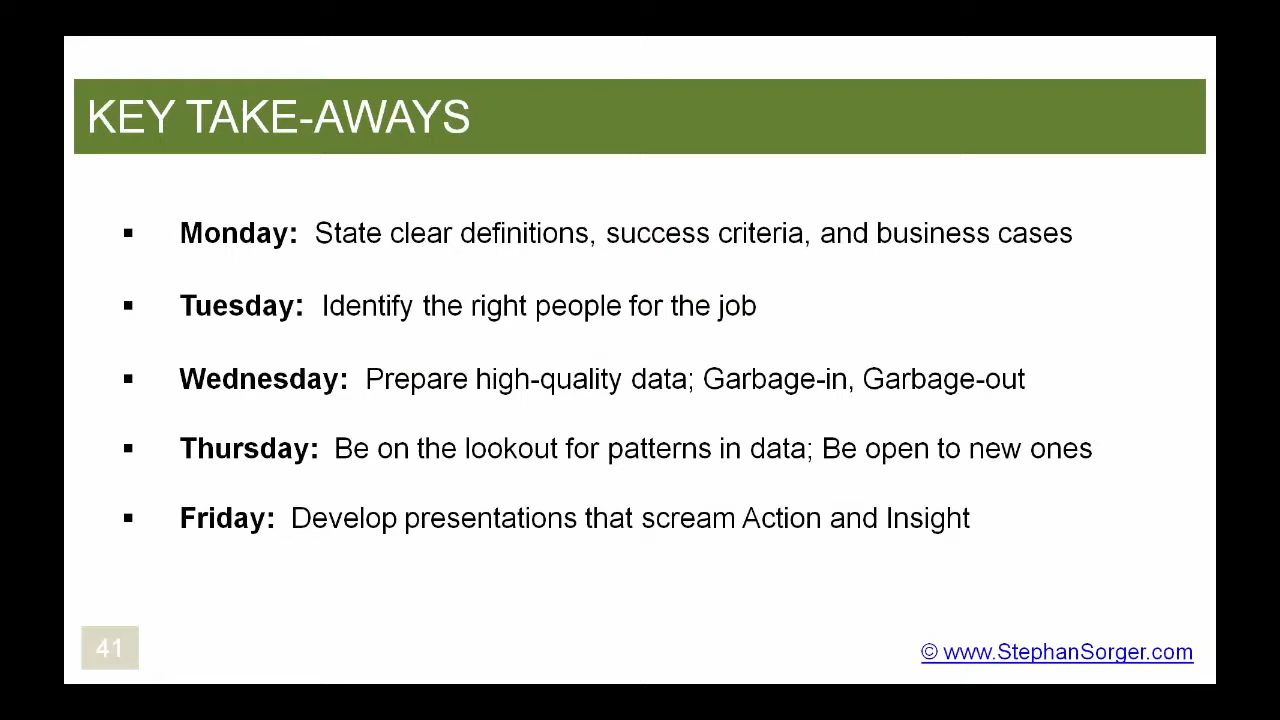 KEY TAKE-AWAYS
▪ Monday: State clear definitions, success criteria, and business cases
▪ Tuesday: Identify the right people for the job
▪ Wednesday: Prepare high-quality data; Garbage-in, Garbage-out
▪ Thursday: Be on the lookout for patterns in data; Be open to new ones
▪ Friday: Develop presentations that scream Action and Insight
41
© www.StephanSorger.com